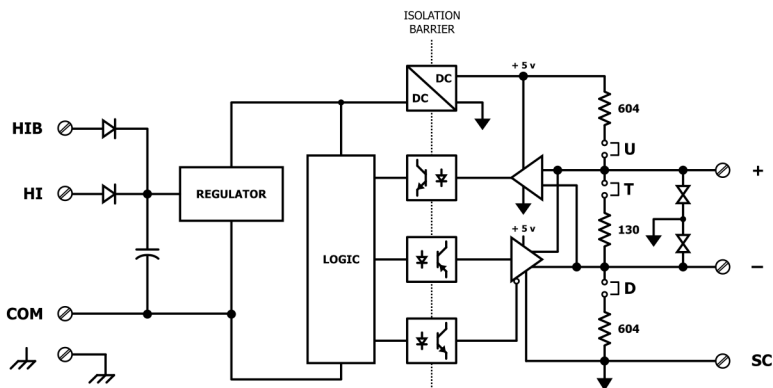 ISOLATION
BARRIER
+ 5 v
DC
DC
604
HIB
U
+
HI
REGULATOR
T
LOGIC
130
+ 5 v
−
D
COM
604
SC